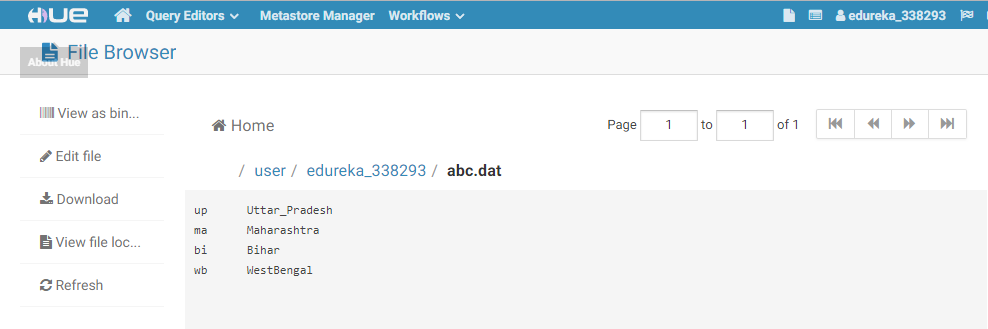 HUE Query Editors Metastore Manager Workflows edureka_338293
File Browser
About Hue
View as bin...
Edit file
Download
View file loc...
Refresh
Home
Page 1 to 1 of 1
/ user / edureka_338293 / abc.dat
up Uttar_Pradesh
ma Maharashtra
bi Bihar
wb WestBengal